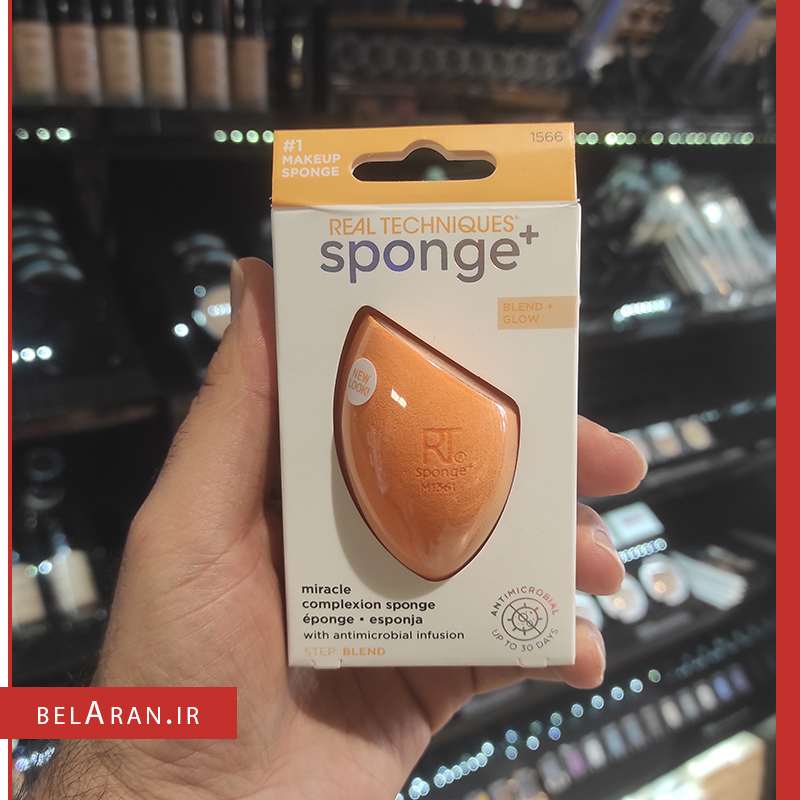 #1
MAKEUP
SPONGE
1566
REAL TECHNIQUES®
sponge+
BLEND +
GLOW
NEW
LOOK!
RT
sponge+
M1361
miracle
complexion sponge
éponge • esponja
with antimicrobial infusion
STEP: BLEND
ANTIMICROBIAL
UP TO 30 DAYS
BELARAN.IR